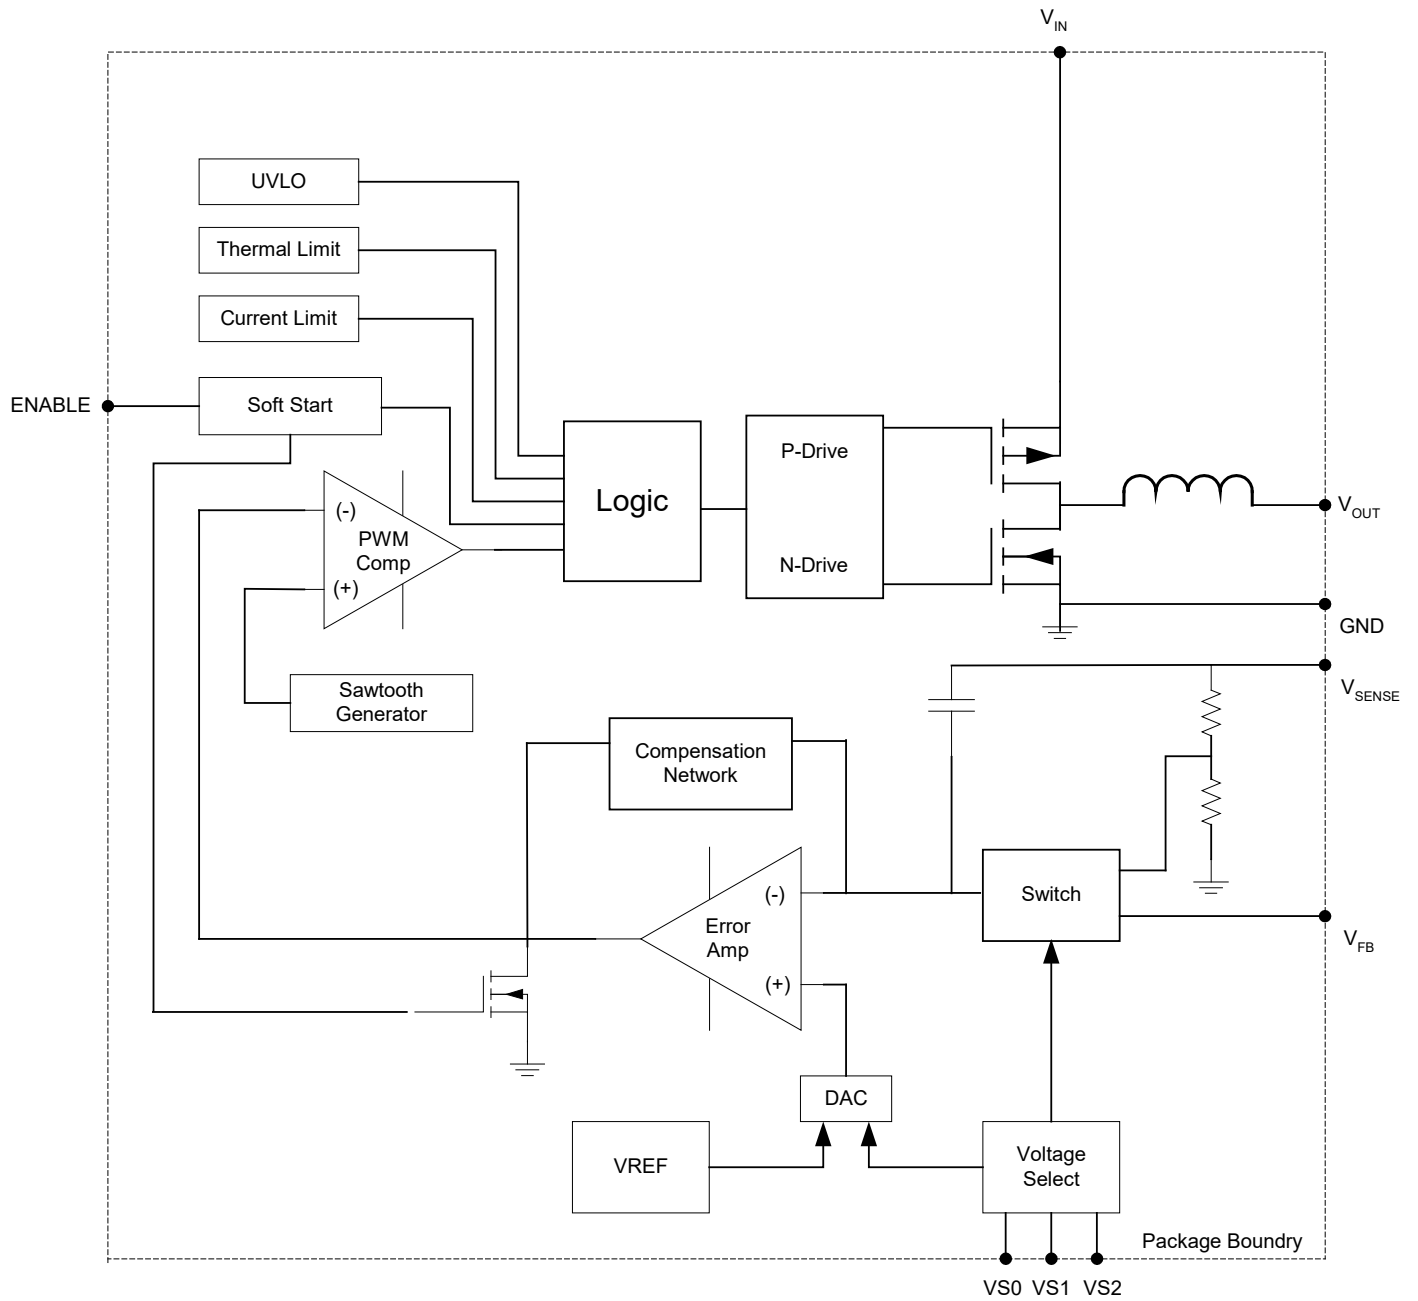 VIN
UVLO
Thermal Limit
Current Limit
ENABLE
Soft Start
P-Drive
Logic
(-)
PWM
Comp
(+)
N-Drive
VOUT
GND
Sawtooth
Generator
VSENSE
Compensation
Network
(-)
Error
Amp
(+)
Switch
VFB
DAC
VREF
Voltage
Select
Package Boundry
VS0 VS1 VS2